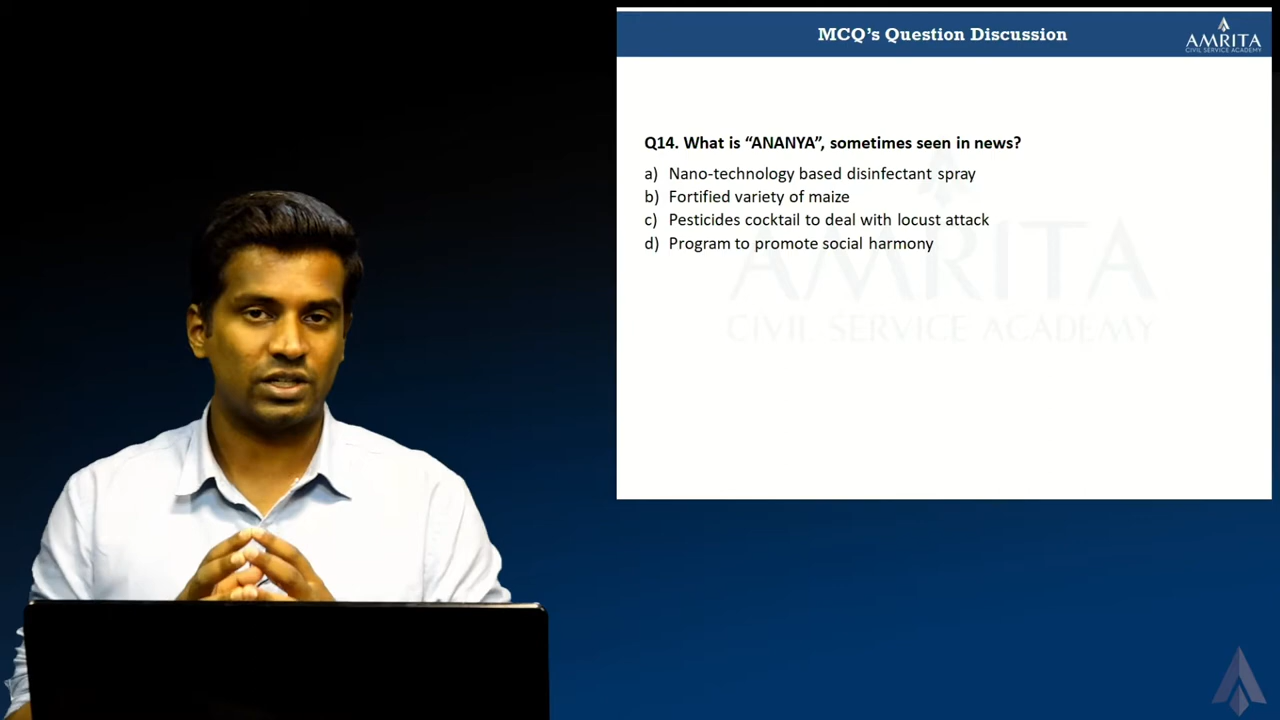 MCQ's Question Discussion
AMRITA
CIVIL SERVICE ACADEMY
Q14. What is “ANANYA”, sometimes seen in news?
a) Nano-technology based disinfectant spray
b) Fortified variety of maize
c) Pesticides cocktail to deal with locust attack
d) Program to promote social harmony
AMRITA
CIVIL SERVICE ACADEMY